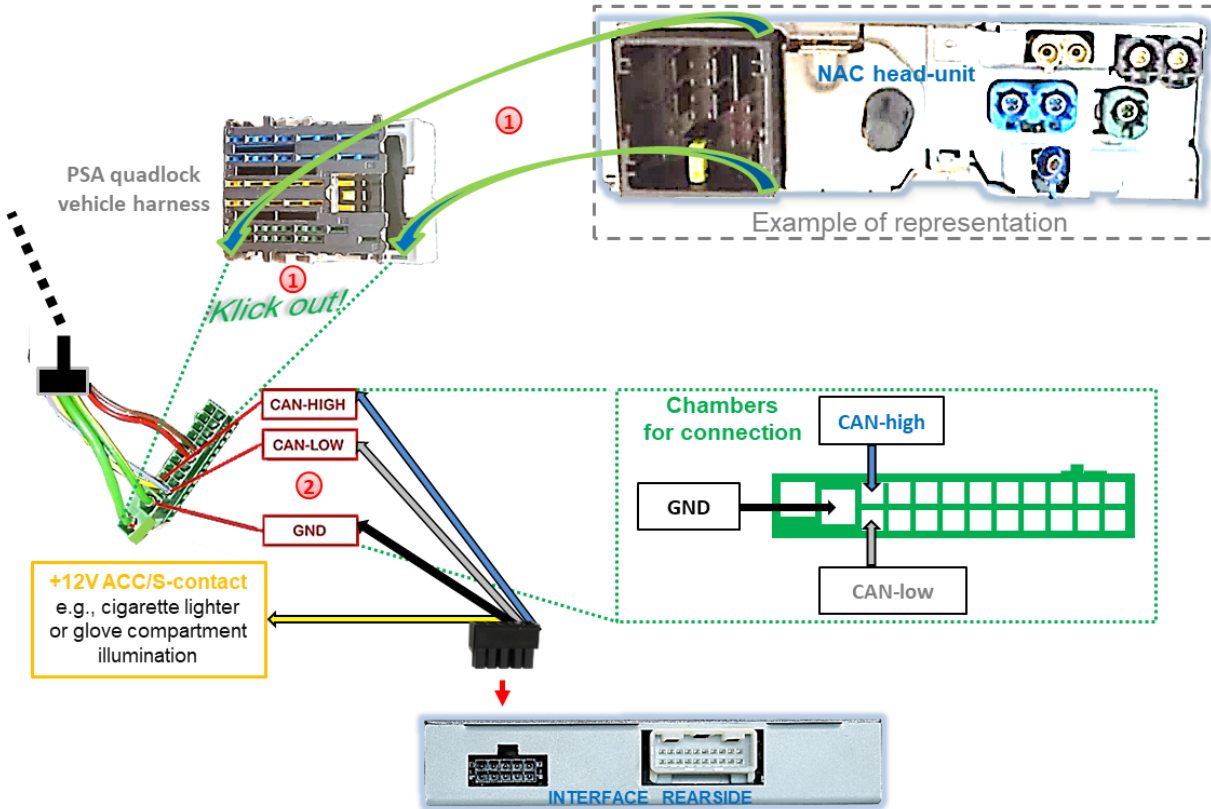 NAC head-unit
Example of representation
1
PSA quadlock
vehicle harness
1
Klick out!
CAN-HIGH
CAN-LOW
2
GND
+12V ACC/S-contact
e.g., cigarette lighter
or glove compartment
illumination
Chambers
for connection
CAN-high
GND
CAN-low
INTERFACE REARSIDE